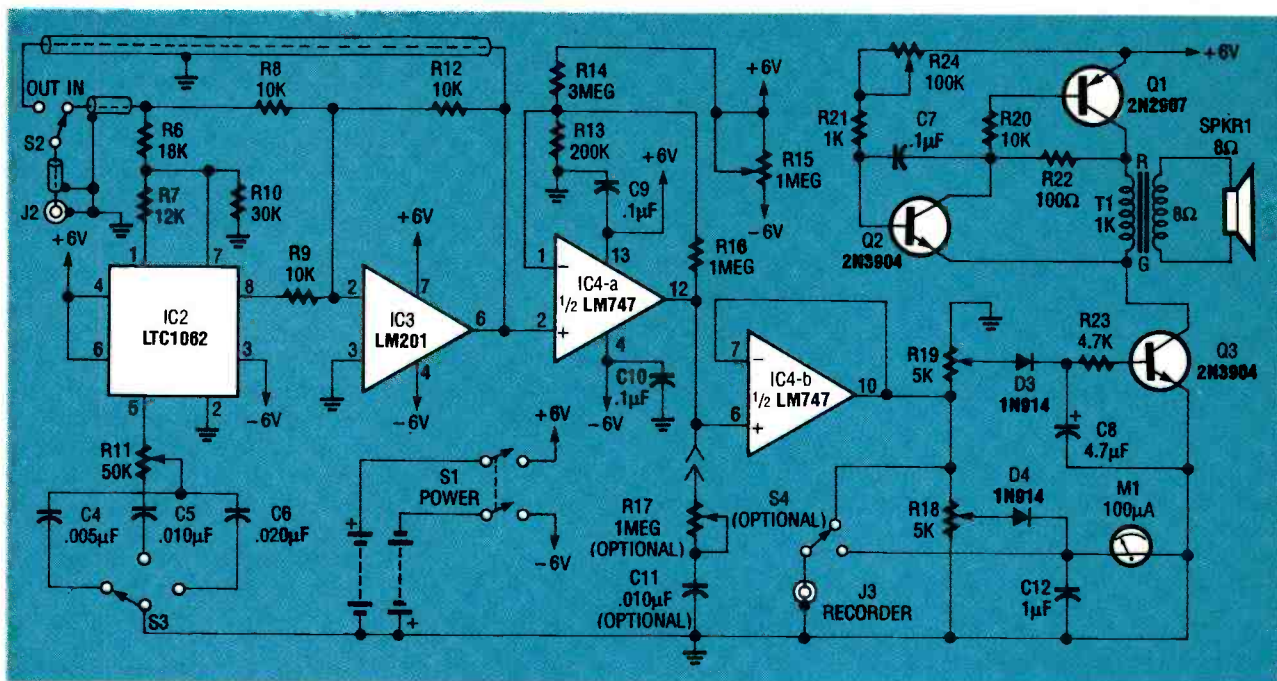 OUT IN
S2
J2
R6
18K
R7
12K
R8
10K
R10
30K
R9
10K
R12
10K
+6V
1
7
4
8
6
3
5
2
IC2
LTC1062
-6V
R11
50K
C4
.005µF
C5
.010µF
C6
.020µF
S3
2
3
7
6
4
IC3
LM201
+6V
-6V
S1
POWER
+6V
-6V
R14
3MEG
R13
200K
C9
.1µF
+6V
+6V
R15
1MEG
-6V
R16
1MEG
1
-
2
+
13
12
4
IC4-a
1/2 LM747
C10
.1µF
-6V
7
-
6
+
10
IC4-b
1/2 LM747
R17
1MEG
(OPTIONAL)
C11
.010µF
(OPTIONAL)
S4
(OPTIONAL)
J3
RECORDER
R24
100K
+6V
R21
1K
C7
.1µF
R20
10K
Q1
2N2907
R22
100Ω
Q2
2N3904
R
T1
1K
G
8Ω
SPKR1
8Ω
R19
5K
D3
1N914
R23
4.7K
Q3
2N3904
+
C8
4.7µF
R18
5K
D4
1N914
M1
100µA
C12
1µF
+
+